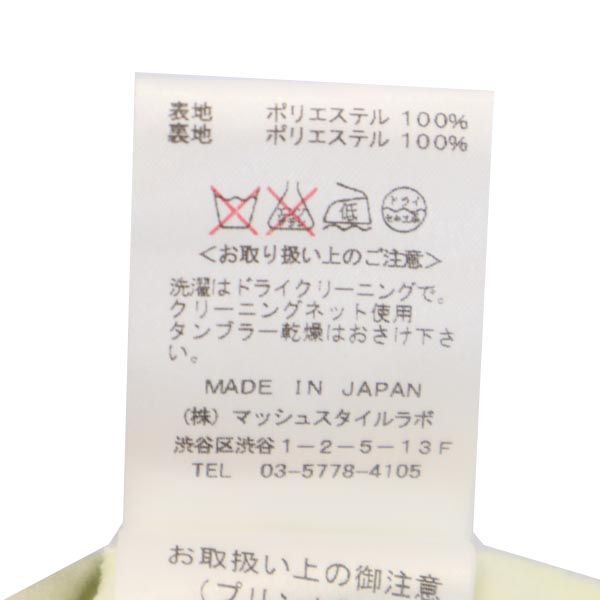 表地 ポリエステル 100%
裏地 ポリエステル 100%
低 ドライ
<お取り扱い上のご注意>
洗濯はドライクリーニングで。
クリーニングネット使用
タンブラー乾燥はおさけ下さ
い。
MADE IN JAPAN
(株) マッシュスタイルラボ
渋谷区渋谷1-2-5-13F
TEL 03-5778-4105
お取扱い上の御注意